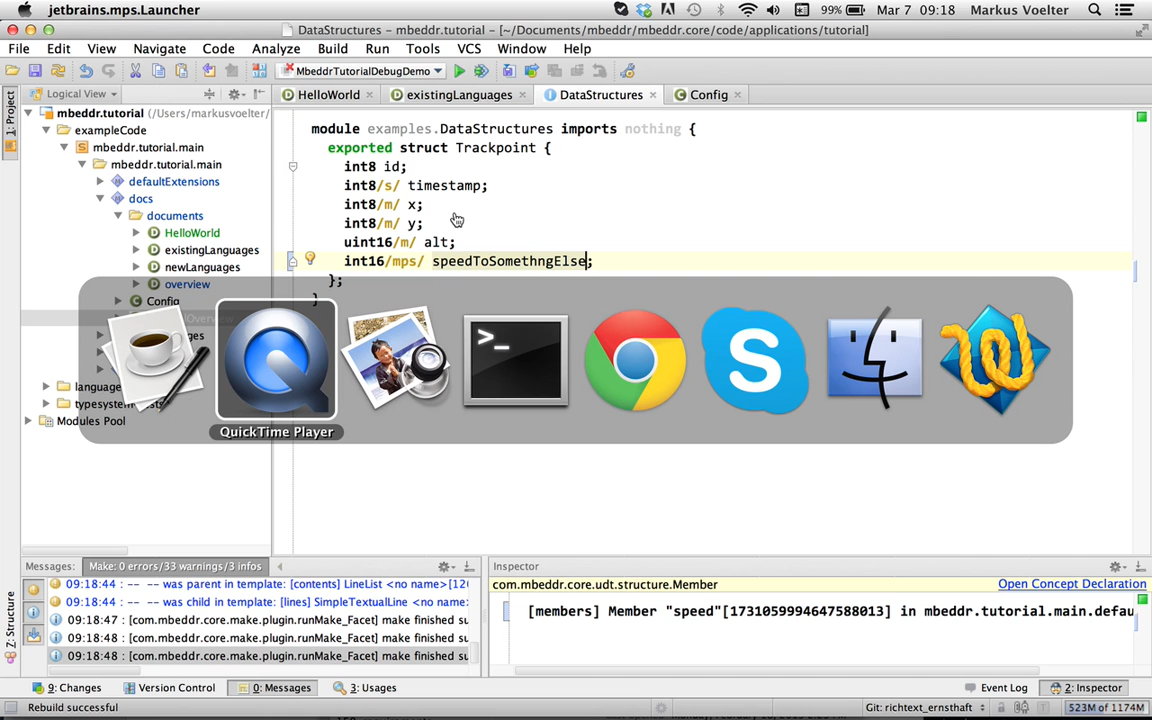 jetbrains.mps.Launcher 99% Mar 7 09:18 Markus Voelter
DataStructures – mbeddr.tutorial – [~/Documents/mbeddr/mbeddr.core/code/applications/tutorial]
File Edit View Navigate Code Analyze Build Run Tools VCS Window Help
MbeddrTutorialDebugDemo
1: Project
Logical View
HelloWorld existingLanguages DataStructures Config
mbeddr.tutorial (/Users/markusvoelter/
exampleCode
mbeddr.tutorial.main
mbeddr.tutorial.main
defaultExtensions
docs
documents
HelloWorld
existingLanguages
newLanguages
overview
Config
Modules Pool
module examples.DataStructures imports nothing {
exported struct Trackpoint {
int8 id;
int8/s/ timestamp;
int8/m/ x;
int8/m/ y;
uint16/m/ alt;
int16/mps/ speedToSomethngElse;
};
}
QuickTime Player
Messages: Make: 0 errors/33 warnings/3 infos
09:18:44 : -- -- was parent in template: [contents] LineList <no name>[120
09:18:44 : -- -- was child in template: [lines] SimpleTextualLine <no name>
09:18:47 : [com.mbeddr.core.make.plugin.runMake_Facet] make finished su
09:18:48 : [com.mbeddr.core.make.plugin.runMake_Facet] make finished su
09:18:48 : [com.mbeddr.core.make.plugin.runMake_Facet] make finished su
Z: Structure
Inspector
com.mbeddr.core.udt.structure.Member Open Concept Declaration
[members] Member "speed"[1731059994647588013] in mbeddr.tutorial.main.defau
9: Changes Version Control 0: Messages 3: Usages Event Log 2: Inspector
Rebuild successful Git: richtext_ernsthaft 523M of 1174M